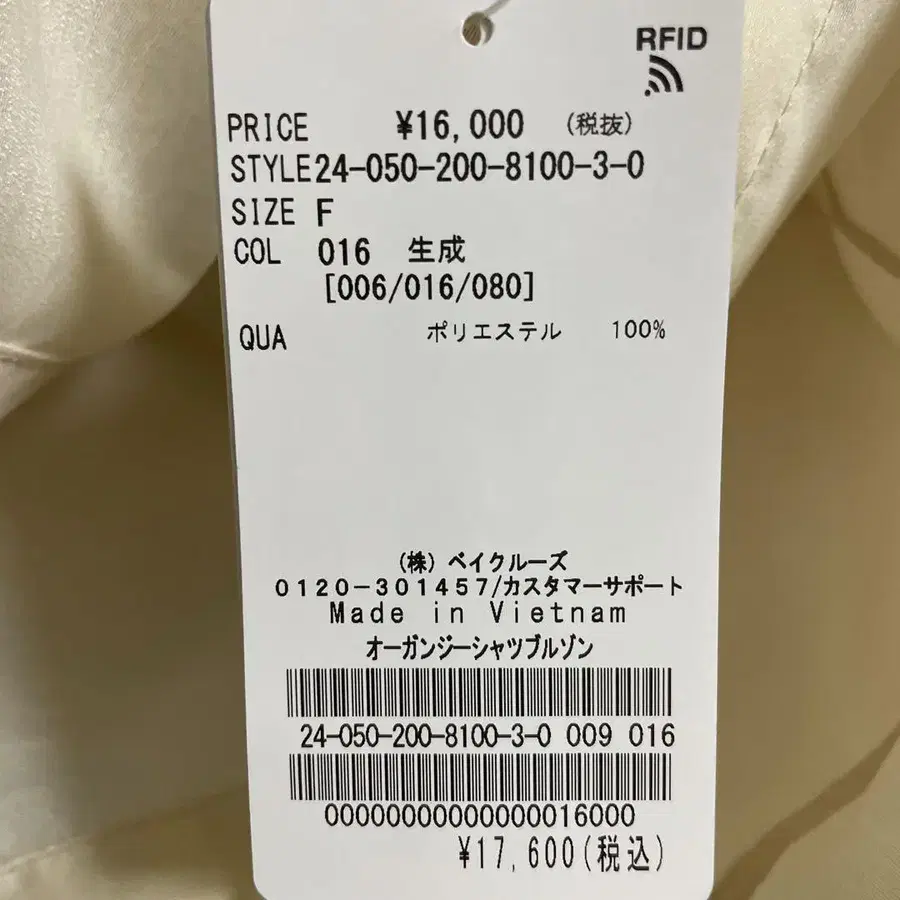 RFID
PRICE ¥16,000 (税抜)
STYLE 24-050-200-8100-3-0
SIZE F
COL 016 生成
[006/016/080]
QUA ポリエステル 100%
(株) ベイクルーズ
0120-301457/カスタマーサポート
Made in Vietnam
オーガンジーシャツブルゾン
24-050-200-8100-3-0 009 016
00000000000000016000
¥17,600(税込)